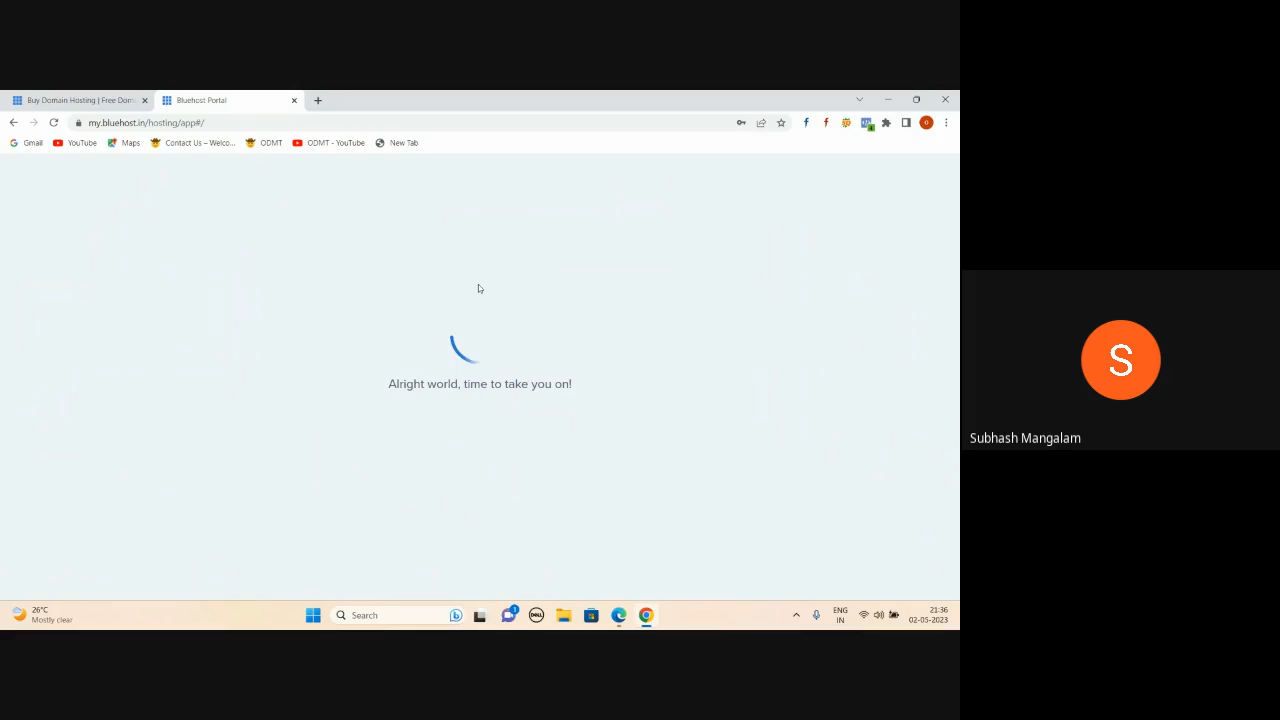 Buy Domain Hosting | Free Dom
Bluehost Portal
my.bluehost.in/hosting/app#/
Gmail
YouTube
Maps
Contact Us – Welco...
ODMT
ODMT - YouTube
New Tab
Alright world, time to take you on!
S
Subhash Mangalam
26°C
Mostly clear
Search
1
DELL
ENG
IN
21:36
02-05-2023